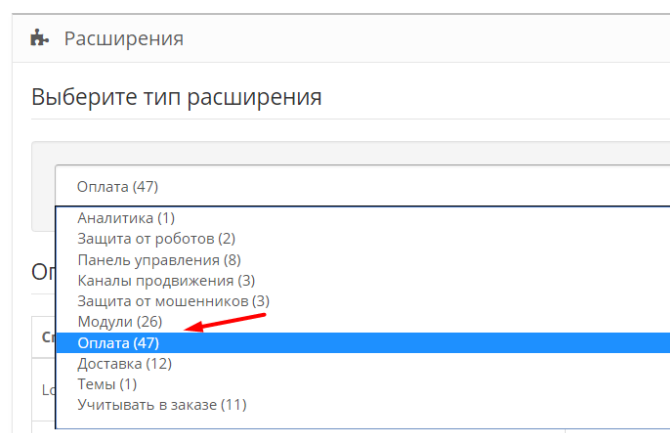 Расширения
Выберите тип расширения
Оплата (47)
Аналитика (1)
Защита от роботов (2)
Панель управления (8)
Каналы продвижения (3)
Защита от мошенников (3)
Модули (26)
Оплата (47)
Доставка (12)
Темы (1)
Учитывать в заказе (11)